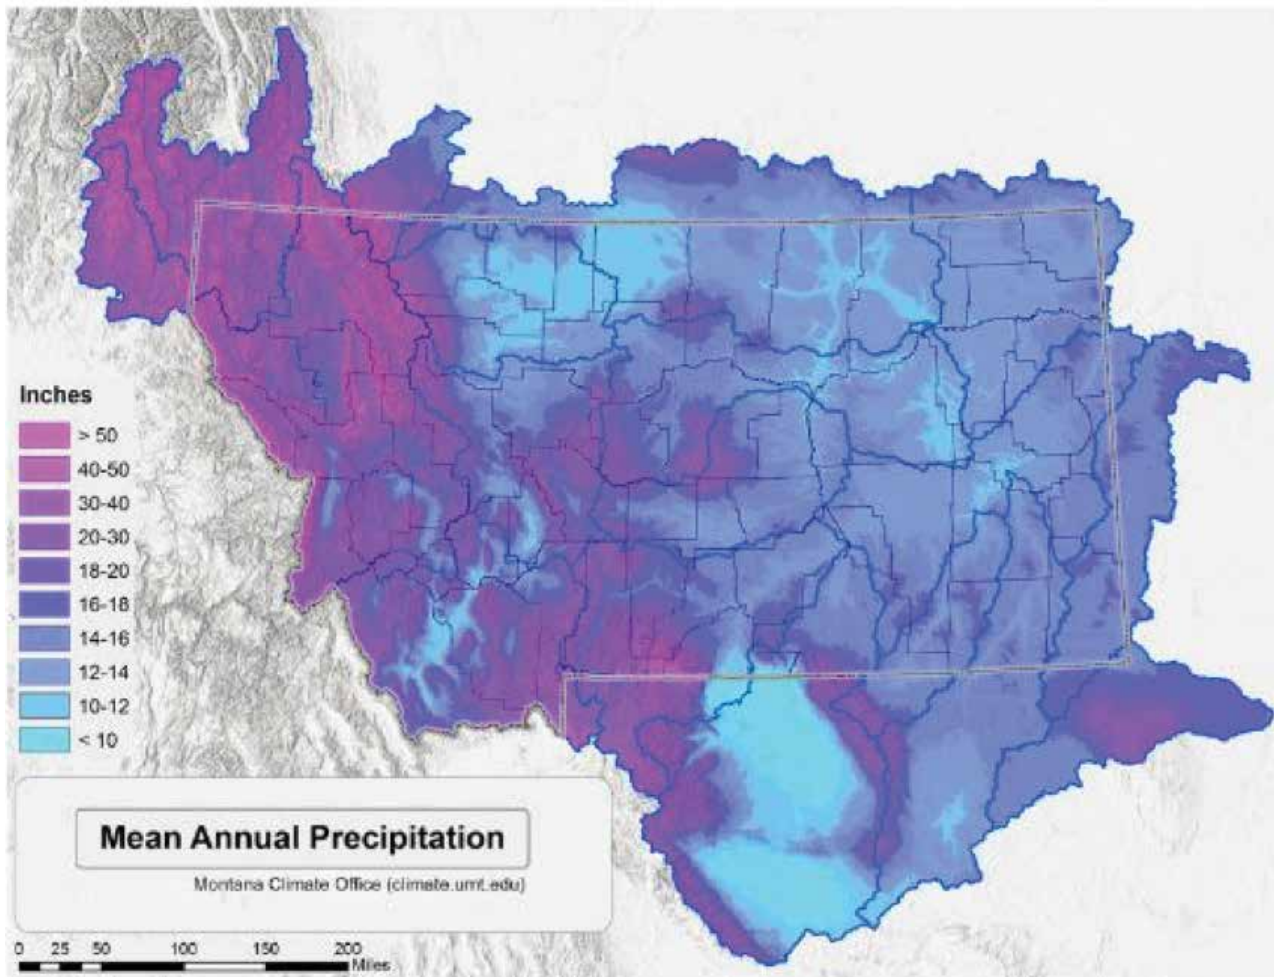 Inches
> 50
40-50
30-40
20-30
18-20
16-18
14-16
12-14
10-12
< 10
Mean Annual Precipitation
Montana Climate Office (climate.umt.edu)
0 25 50 100 150 200
Miles